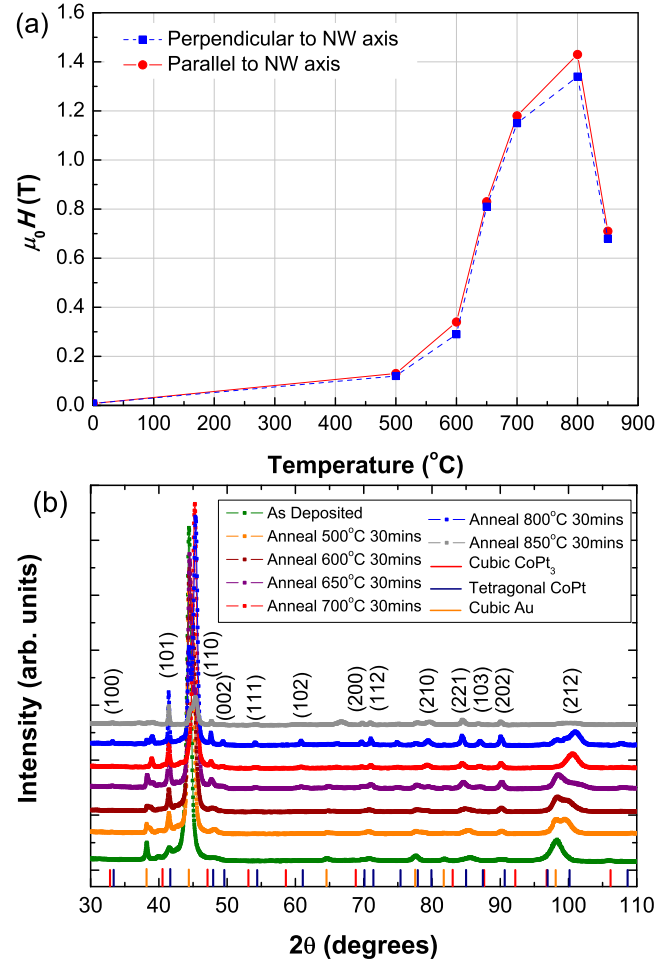 (a)
1.6
1.4
1.2
1.0
0.8
0.6
0.4
0.2
0.0
μ0H (T)
Perpendicular to NW axis
Parallel to NW axis
0 100 200 300 400 500 600 700 800 900
Temperature (°C)
(b)
Intensity (arb. units)
As Deposited
Anneal 500°C 30mins
Anneal 600°C 30mins
Anneal 650°C 30mins
Anneal 700°C 30mins
Anneal 800°C 30mins
Anneal 850°C 30mins
Cubic CoPt3
Tetragonal CoPt
Cubic Au
(100)
(101)
(110)
(002)
(111)
(102)
(200)
(112)
(210)
(221)
(103)
(202)
(212)
30 40 50 60 70 80 90 100 110
2θ (degrees)